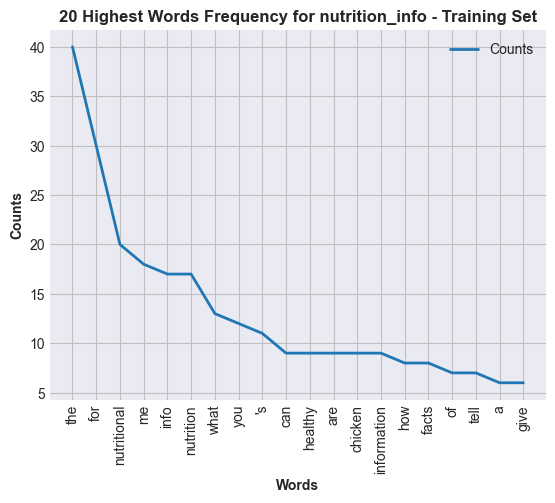 20 Highest Words Frequency for nutrition_info - Training Set
Counts
40
35
30
25
20
15
10
5
Counts
the
for
nutritional
me
info
nutrition
what
you
's
can
healthy
are
chicken
information
how
facts
of
tell
a
give
Words